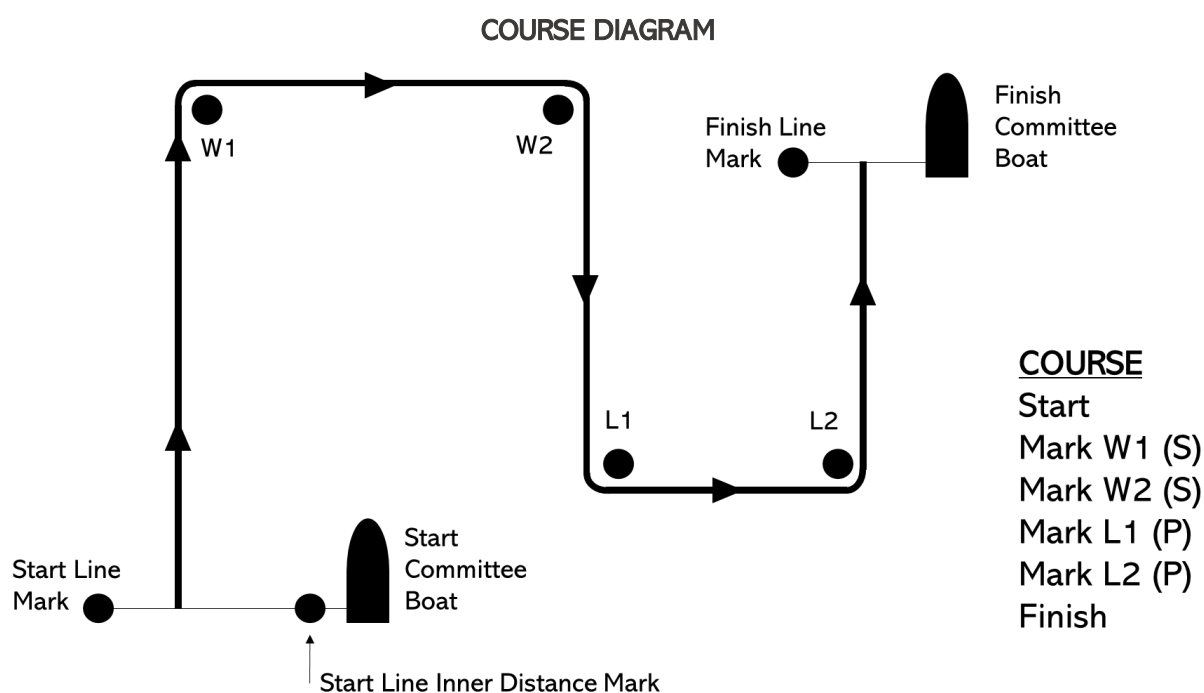 COURSE DIAGRAM
W1
W2
Finish Line
Mark
Finish
Committee
Boat
L1
L2
Start Line
Mark
Start
Committee
Boat
Start Line Inner Distance Mark
COURSE
Start
Mark W1 (S)
Mark W2 (S)
Mark L1 (P)
Mark L2 (P)
Finish